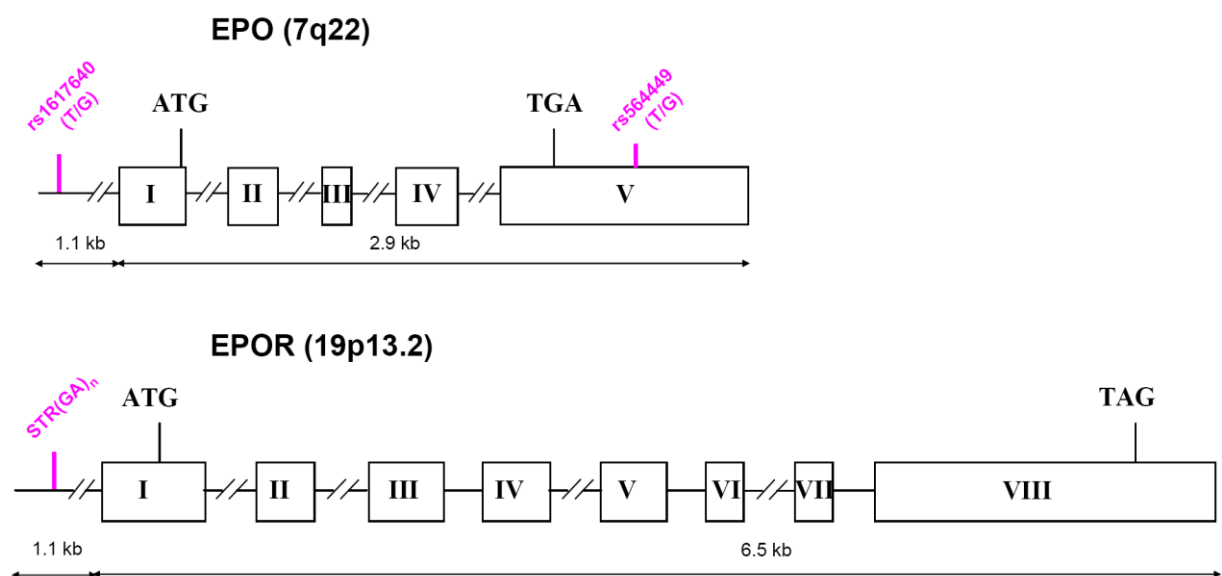 EPO (7q22)
rs1617640
(T/G)
ATG
TGA
rs564449
(T/G)
I
II
III
IV
V
1.1 kb
2.9 kb
EPOR (19p13.2)
STR(GA)n
ATG
TAG
I
II
III
IV
V
VI
VII
VIII
1.1 kb
6.5 kb